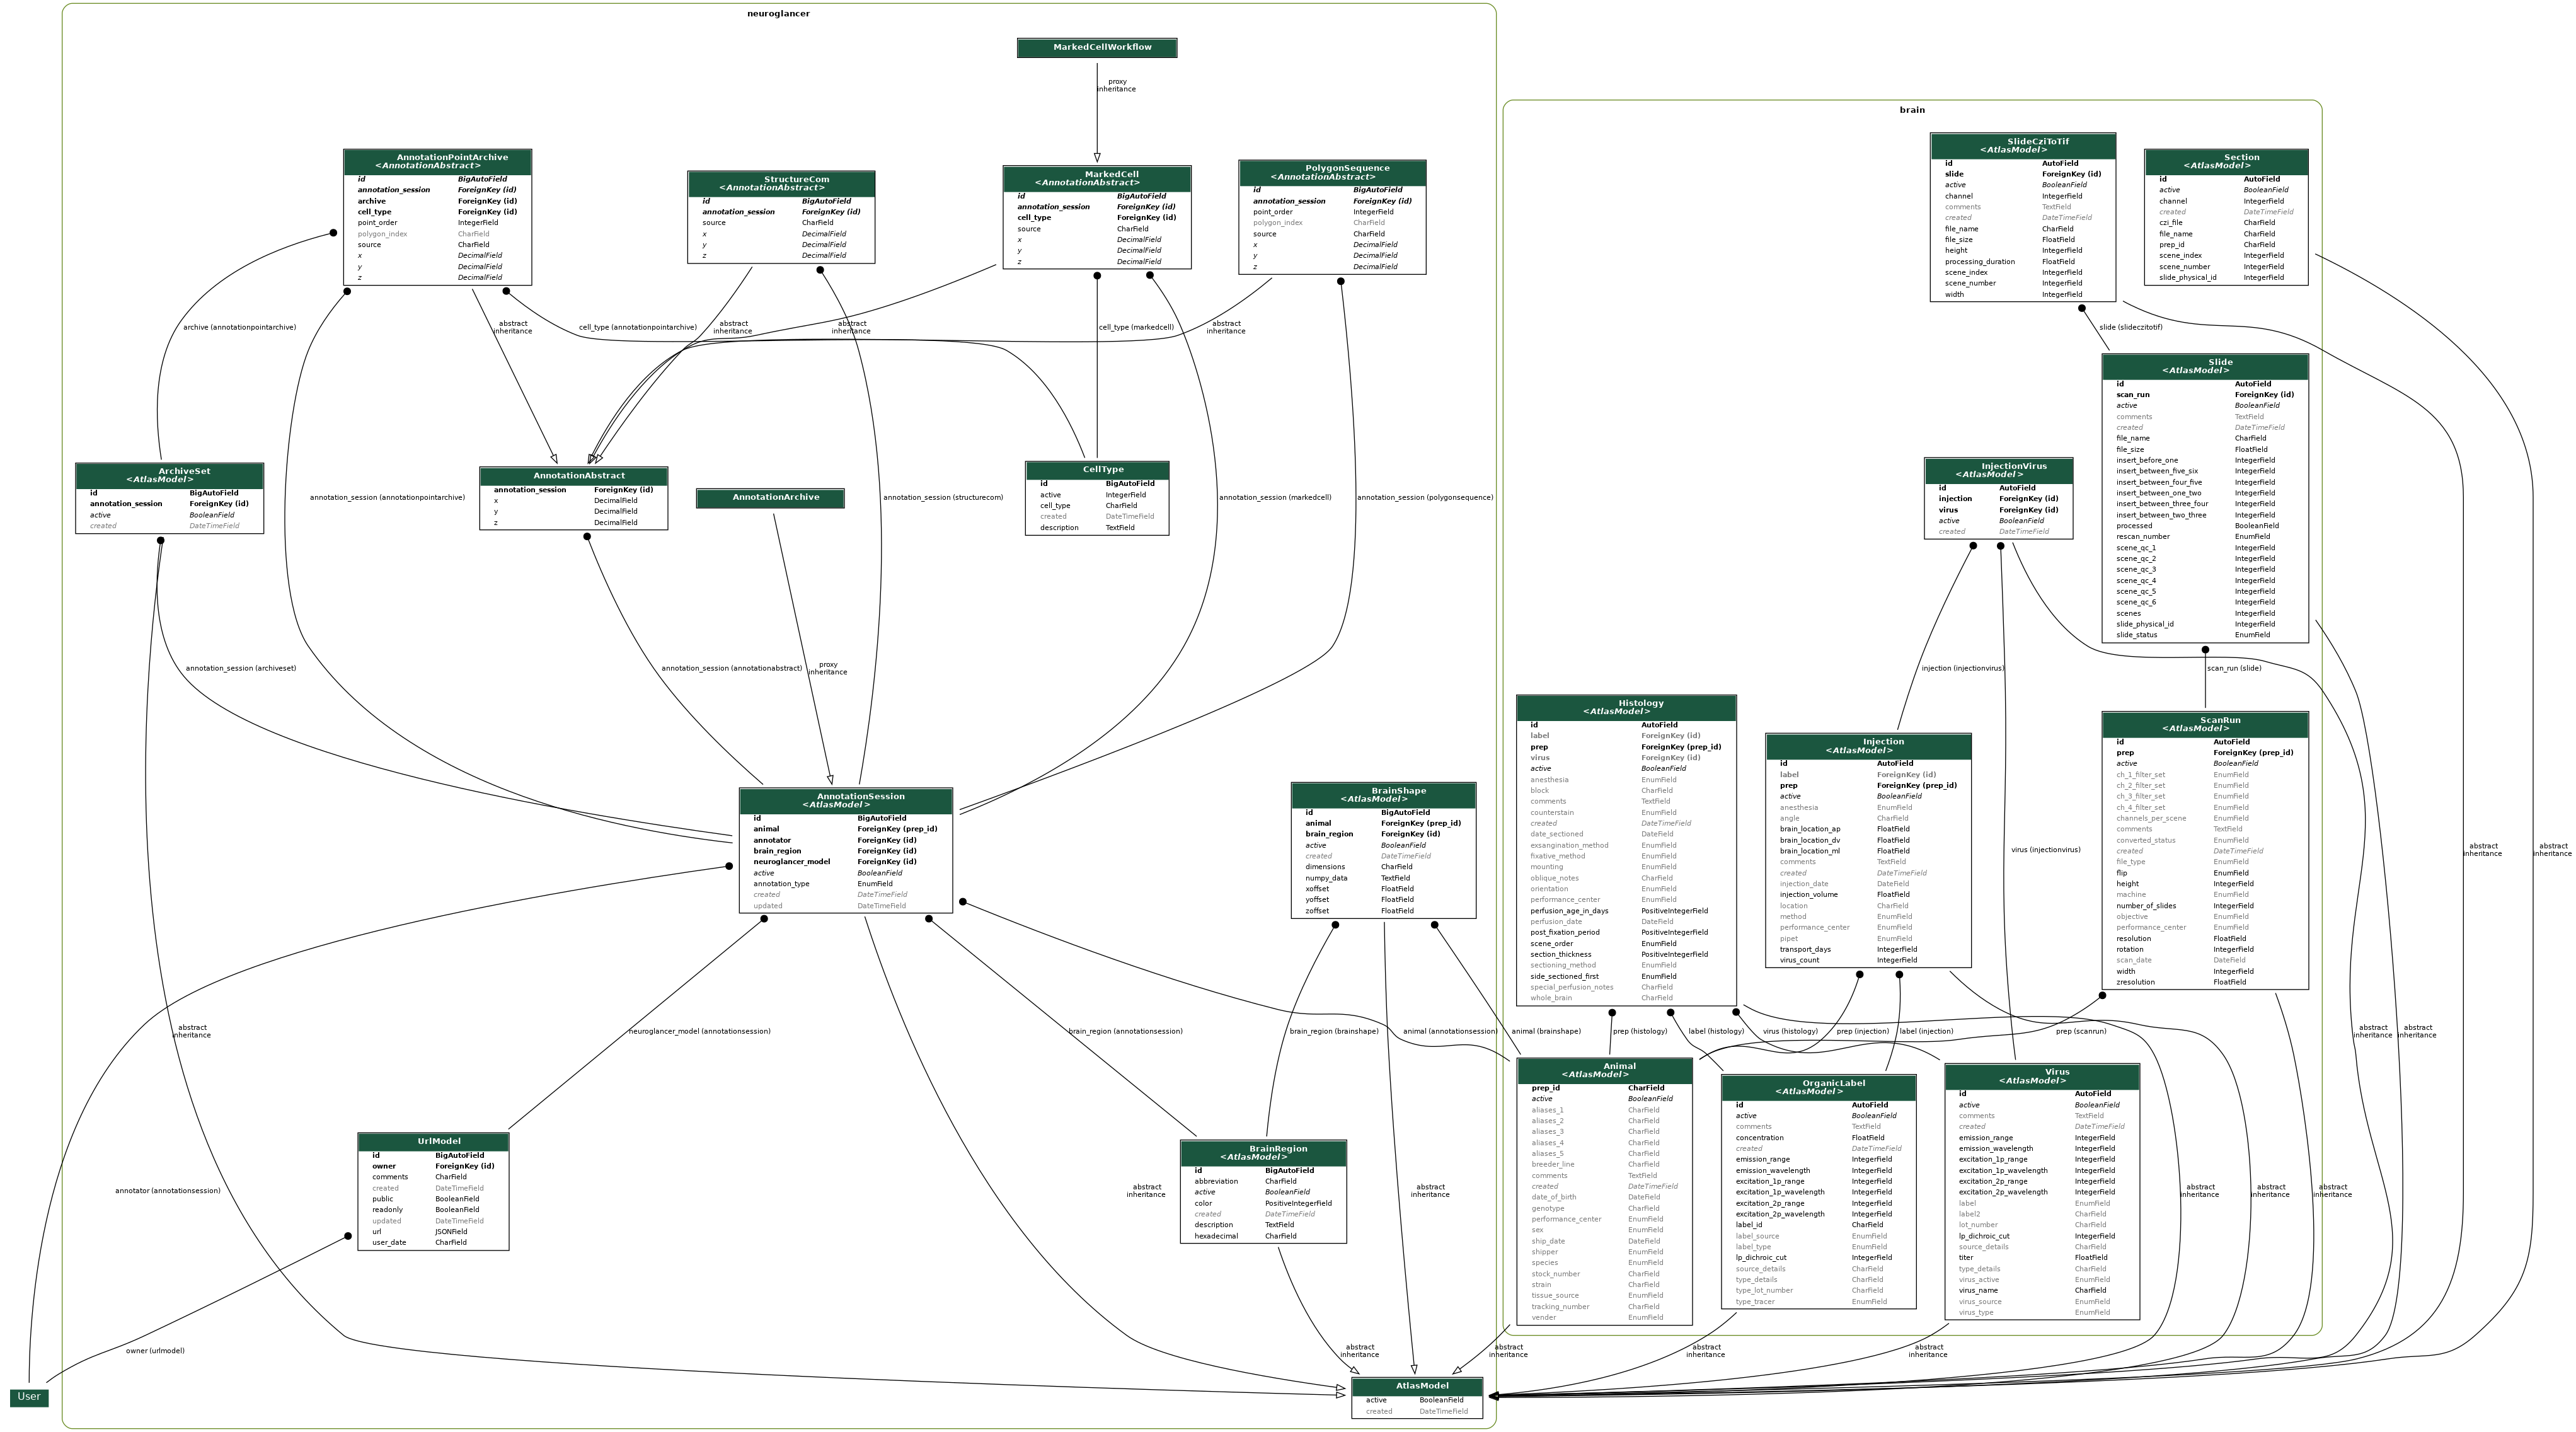 neuroglancer
MarkedCellWorkflow
proxy
inheritance
brain
AnnotationPointArchive
<AnnotationAbstract>
id BigAutoField
annotation_session ForeignKey (id)
archive ForeignKey (id)
cell_type ForeignKey (id)
point_order IntegerField
polygon_index CharField
source CharField
x DecimalField
y DecimalField
z DecimalField
StructureCom
<AnnotationAbstract>
id BigAutoField
annotation_session ForeignKey (id)
source CharField
x DecimalField
y DecimalField
z DecimalField
MarkedCell
<AnnotationAbstract>
id BigAutoField
annotation_session ForeignKey (id)
cell_type ForeignKey (id)
source CharField
x DecimalField
y DecimalField
z DecimalField
PolygonSequence
<AnnotationAbstract>
id BigAutoField
annotation_session ForeignKey (id)
point_order IntegerField
polygon_index CharField
source CharField
x DecimalField
y DecimalField
z DecimalField
SlideCziToTif
<AtlasModel>
id AutoField
slide ForeignKey (id)
active BooleanField
channel IntegerField
comments TextField
created DateTimeField
file_name CharField
file_size FloatField
height IntegerField
processing_duration FloatField
scene_index IntegerField
scene_number IntegerField
width IntegerField
Section
<AtlasModel>
id AutoField
active BooleanField
channel IntegerField
created DateTimeField
czi_file CharField
file_name CharField
prep_id CharField
scene_index IntegerField
scene_number IntegerField
slide_physical_id IntegerField
archive (annotationpointarchive)
abstract
inheritance
cell_type (annotationpointarchive)
abstract
inheritance
abstract
inheritance
cell_type (markedcell)
abstract
inheritance
slide (slideczitotif)
Slide
<AtlasModel>
id AutoField
scan_run ForeignKey (id)
active BooleanField
comments TextField
created DateTimeField
file_name CharField
file_size FloatField
insert_before_one IntegerField
insert_between_five_six IntegerField
insert_between_four_five IntegerField
insert_between_one_two IntegerField
insert_between_three_four IntegerField
insert_between_two_three IntegerField
processed BooleanField
rescan_number EnumField
scene_qc_1 IntegerField
scene_qc_2 IntegerField
scene_qc_3 IntegerField
scene_qc_4 IntegerField
scene_qc_5 IntegerField
scene_qc_6 IntegerField
scenes IntegerField
slide_physical_id IntegerField
slide_status EnumField
ArchiveSet
<AtlasModel>
id BigAutoField
annotation_session ForeignKey (id)
active BooleanField
created DateTimeField
annotation_session (annotationpointarchive)
AnnotationAbstract
annotation_session ForeignKey (id)
x DecimalField
y DecimalField
z DecimalField
AnnotationArchive
annotation_session (structurecom)
CellType
id BigAutoField
active IntegerField
cell_type CharField
created DateTimeField
description TextField
annotation_session (markedcell)
annotation_session (polygonsequence)
InjectionVirus
<AtlasModel>
id AutoField
injection ForeignKey (id)
virus ForeignKey (id)
active BooleanField
created DateTimeField
annotation_session (archiveset)
annotation_session (annotationabstract)
proxy
inheritance
injection (injectionvirus)
scan_run (slide)
Histology
<AtlasModel>
id AutoField
label ForeignKey (id)
prep ForeignKey (prep_id)
virus ForeignKey (id)
active BooleanField
anesthesia EnumField
block CharField
comments TextField
counterstain EnumField
created DateTimeField
date_sectioned DateField
exsangination_method EnumField
fixative_method EnumField
mounting EnumField
oblique_notes CharField
orientation EnumField
performance_center EnumField
perfusion_age_in_days PositiveIntegerField
perfusion_date DateField
post_fixation_period PositiveIntegerField
scene_order EnumField
section_thickness PositiveIntegerField
sectioning_method EnumField
side_sectioned_first EnumField
special_perfusion_notes CharField
whole_brain CharField
Injection
<AtlasModel>
id AutoField
label ForeignKey (id)
prep ForeignKey (prep_id)
active BooleanField
anesthesia EnumField
angle CharField
brain_location_ap FloatField
brain_location_dv FloatField
brain_location_ml FloatField
comments TextField
created DateTimeField
injection_date DateField
injection_volume FloatField
location CharField
method EnumField
performance_center EnumField
pipet EnumField
transport_days IntegerField
virus_count IntegerField
virus (injectionvirus)
ScanRun
<AtlasModel>
id AutoField
prep ForeignKey (prep_id)
active BooleanField
ch_1_filter_set EnumField
ch_2_filter_set EnumField
ch_3_filter_set EnumField
ch_4_filter_set EnumField
channels_per_scene EnumField
comments TextField
converted_status EnumField
created DateTimeField
file_type EnumField
flip EnumField
height IntegerField
machine EnumField
number_of_slides IntegerField
objective EnumField
performance_center EnumField
resolution FloatField
rotation IntegerField
scan_date DateField
width IntegerField
zresolution FloatField
abstract
inheritance
abstract
inheritance
AnnotationSession
<AtlasModel>
id BigAutoField
animal ForeignKey (prep_id)
annotator ForeignKey (id)
brain_region ForeignKey (id)
neuroglancer_model ForeignKey (id)
active BooleanField
annotation_type EnumField
created DateTimeField
updated DateTimeField
BrainShape
<AtlasModel>
id BigAutoField
animal ForeignKey (prep_id)
brain_region ForeignKey (id)
active BooleanField
created DateTimeField
dimensions CharField
numpy_data TextField
xoffset FloatField
yoffset FloatField
zoffset FloatField
abstract
inheritance
neuroglancer_model (annotationsession)
brain_region (annotationsession)
brain_region (brainshape)
animal (annotationsession)
animal (brainshape)
prep (histology)
label (histology)
virus (histology)
prep (injection)
label (injection)
prep (scanrun)
abstract
inheritance
abstract
inheritance
Animal
<AtlasModel>
prep_id CharField
active BooleanField
aliases_1 CharField
aliases_2 CharField
aliases_3 CharField
aliases_4 CharField
aliases_5 CharField
breeder_line CharField
comments TextField
created DateTimeField
date_of_birth DateField
genotype CharField
performance_center EnumField
sex EnumField
ship_date DateField
shipper EnumField
species EnumField
stock_number CharField
strain CharField
tissue_source EnumField
tracking_number CharField
vender EnumField
OrganicLabel
<AtlasModel>
id AutoField
active BooleanField
comments TextField
concentration FloatField
created DateTimeField
emission_range IntegerField
emission_wavelength IntegerField
excitation_1p_range IntegerField
excitation_1p_wavelength IntegerField
excitation_2p_range IntegerField
excitation_2p_wavelength IntegerField
label_id CharField
label_source EnumField
label_type EnumField
lp_dichroic_cut IntegerField
source_details CharField
type_details CharField
type_lot_number CharField
type_tracer EnumField
Virus
<AtlasModel>
id AutoField
active BooleanField
comments TextField
created DateTimeField
emission_range IntegerField
emission_wavelength IntegerField
excitation_1p_range IntegerField
excitation_1p_wavelength IntegerField
excitation_2p_range IntegerField
excitation_2p_wavelength IntegerField
label EnumField
label2 CharField
lot_number CharField
lp_dichroic_cut IntegerField
source_details CharField
titer FloatField
type_details CharField
virus_active EnumField
virus_name CharField
virus_source EnumField
virus_type EnumField
UrlModel
id BigAutoField
owner ForeignKey (id)
comments CharField
created DateTimeField
public BooleanField
readonly BooleanField
updated DateTimeField
url JSONField
user_date CharField
BrainRegion
<AtlasModel>
id BigAutoField
abbreviation CharField
active BooleanField
color PositiveIntegerField
created DateTimeField
description TextField
hexadecimal CharField
annotator (annotationsession)
abstract
inheritance
abstract
inheritance
abstract
inheritance
abstract
inheritance
abstract
inheritance
owner (urlmodel)
abstract
inheritance
abstract
inheritance
abstract
inheritance
abstract
inheritance
User
AtlasModel
active BooleanField
created DateTimeField